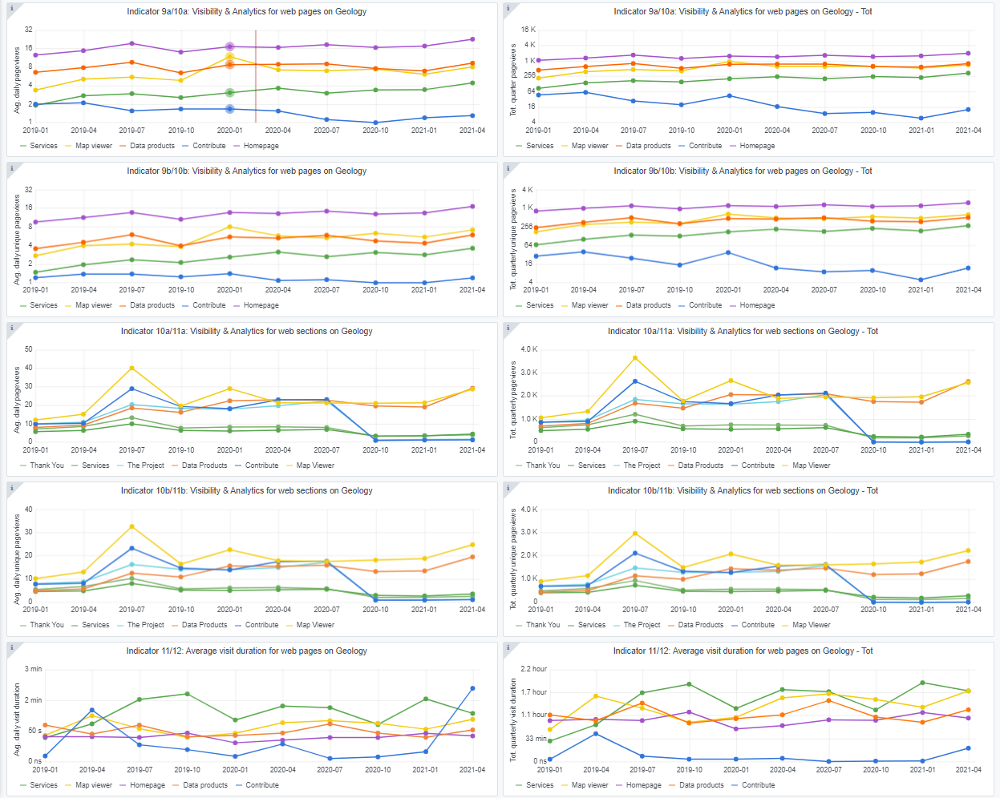 Indicator 9a/10a: Visibility & Analytics for web pages on Geology
Avg. daily pageviews
32
16
8
4
2
1
2019-01 2019-04 2019-07 2019-10 2020-01 2020-04 2020-07 2020-10 2021-01 2021-04
Services Map viewer Data products Contribute Homepage
Indicator 9a/10a: Visibility & Analytics for web pages on Geology - Tot
Tot. quarter pageviews
16 K
4 K
1 K
256
64
16
4
2019-01 2019-04 2019-07 2019-10 2020-01 2020-04 2020-07 2020-10 2021-01 2021-04
Services Map viewer Data products Contribute Homepage
Indicator 9b/10b: Visibility & Analytics for web pages on Geology
Avg. daily unique pageviews
32
16
8
4
2
1
2019-01 2019-04 2019-07 2019-10 2020-01 2020-04 2020-07 2020-10 2021-01 2021-04
Services Map viewer Data products Contribute Homepage
Indicator 9b/10b: Visibility & Analytics for web pages on Geology - Tot
Tot. quarterly unique pageviews
4 K
1 K
256
64
16
4
2019-01 2019-04 2019-07 2019-10 2020-01 2020-04 2020-07 2020-10 2021-01 2021-04
Services Map viewer Data products Contribute Homepage
Indicator 10a/11a: Visibility & Analytics for web sections on Geology
Avg. daily pageviews
50
40
30
20
10
0
2019-01 2019-04 2019-07 2019-10 2020-01 2020-04 2020-07 2020-10 2021-01 2021-04
Thank You Services The Project Data Products Contribute Map Viewer
Indicator 10a/11a: Visibility & Analytics for web sections on Geology - Tot
Tot. quarterly pageviews
4.0 K
3.0 K
2.0 K
1.0 K
0
2019-01 2019-04 2019-07 2019-10 2020-01 2020-04 2020-07 2020-10 2021-01 2021-04
Thank You Services The Project Data Products Contribute Map Viewer
Indicator 10b/11b: Visibility & Analytics for web sections on Geology
Avg. daily unique pageviews
40
30
20
10
0
2019-01 2019-04 2019-07 2019-10 2020-01 2020-04 2020-07 2020-10 2021-01 2021-04
Thank You Services The Project Data Products Contribute Map Viewer
Indicator 10b/11b: Visibility & Analytics for web sections on Geology - Tot
Tot. quarterly unique pageviews
4.0 K
3.0 K
2.0 K
1.0 K
0
2019-01 2019-04 2019-07 2019-10 2020-01 2020-04 2020-07 2020-10 2021-01 2021-04
Thank You Services The Project Data Products Contribute Map Viewer
Indicator 11/12: Average visit duration for web pages on Geology
Avg. daily visit duration
3 min
2 min
50 s
0 ns
2019-01 2019-04 2019-07 2019-10 2020-01 2020-04 2020-07 2020-10 2021-01 2021-04
Services Map viewer Homepage Data products Contribute
Indicator 11/12: Average visit duration for web pages on Geology - Tot
Tot. quarterly visit duration
2.2 hour
1.7 hour
1.1 hour
33 min
0 ns
2019-01 2019-04 2019-07 2019-10 2020-01 2020-04 2020-07 2020-10 2021-01 2021-04
Services Map viewer Homepage Data products Contribute